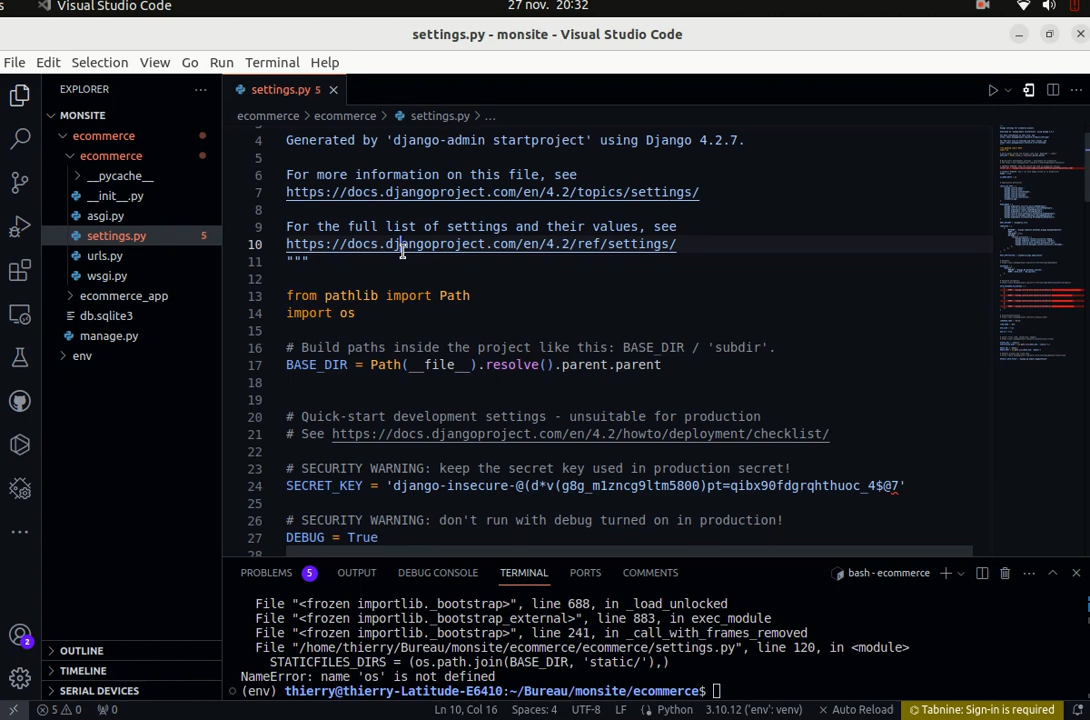 Visual Studio Code
27 nov. 20:32
settings.py - monsite - Visual Studio Code
File Edit Selection View Go Run Terminal Help
EXPLORER
MONSITE
ecommerce
ecommerce
__pycache__
__init__.py
asgi.py
settings.py 5
urls.py
wsgi.py
ecommerce_app
db.sqlite3
manage.py
env
OUTLINE
TIMELINE
SERIAL DEVICES
2
settings.py 5
ecommerce > ecommerce > settings.py > ...
4 Generated by 'django-admin startproject' using Django 4.2.7.
5
6 For more information on this file, see
7 https://docs.djangoproject.com/en/4.2/topics/settings/
8
9 For the full list of settings and their values, see
10 https://docs.djangoproject.com/en/4.2/ref/settings/
11 """
12
13 from pathlib import Path
14 import os
15
16 # Build paths inside the project like this: BASE_DIR / 'subdir'.
17 BASE_DIR = Path(__file__).resolve().parent.parent
18
19
20 # Quick-start development settings - unsuitable for production
21 # See https://docs.djangoproject.com/en/4.2/howto/deployment/checklist/
22
23 # SECURITY WARNING: keep the secret key used in production secret!
24 SECRET_KEY = 'django-insecure-@(d*v(g8g_m1zncg9ltm5800)pt=qibx90fdgrqhthuoc_4$@7'
25
26 # SECURITY WARNING: don't run with debug turned on in production!
27 DEBUG = True
28
PROBLEMS 5 OUTPUT DEBUG CONSOLE TERMINAL PORTS COMMENTS
bash - ecommerce
File "<frozen importlib._bootstrap>", line 688, in _load_unlocked
File "<frozen importlib._bootstrap_external>", line 883, in exec_module
File "<frozen importlib._bootstrap>", line 241, in _call_with_frames_removed
File "/home/thierry/Bureau/monsite/ecommerce/ecommerce/settings.py", line 120, in <module>
STATICFILES_DIRS = (os.path.join(BASE_DIR, 'static/'),)
NameError: name 'os' is not defined
(env) thierry@thierry-Latitude-E6410:~/Bureau/monsite/ecommerce$
5 0 0 Ln 10, Col 16 Spaces: 4 UTF-8 LF Python 3.10.12 ('env': venv) Auto Reload Tabnine: Sign-in is required